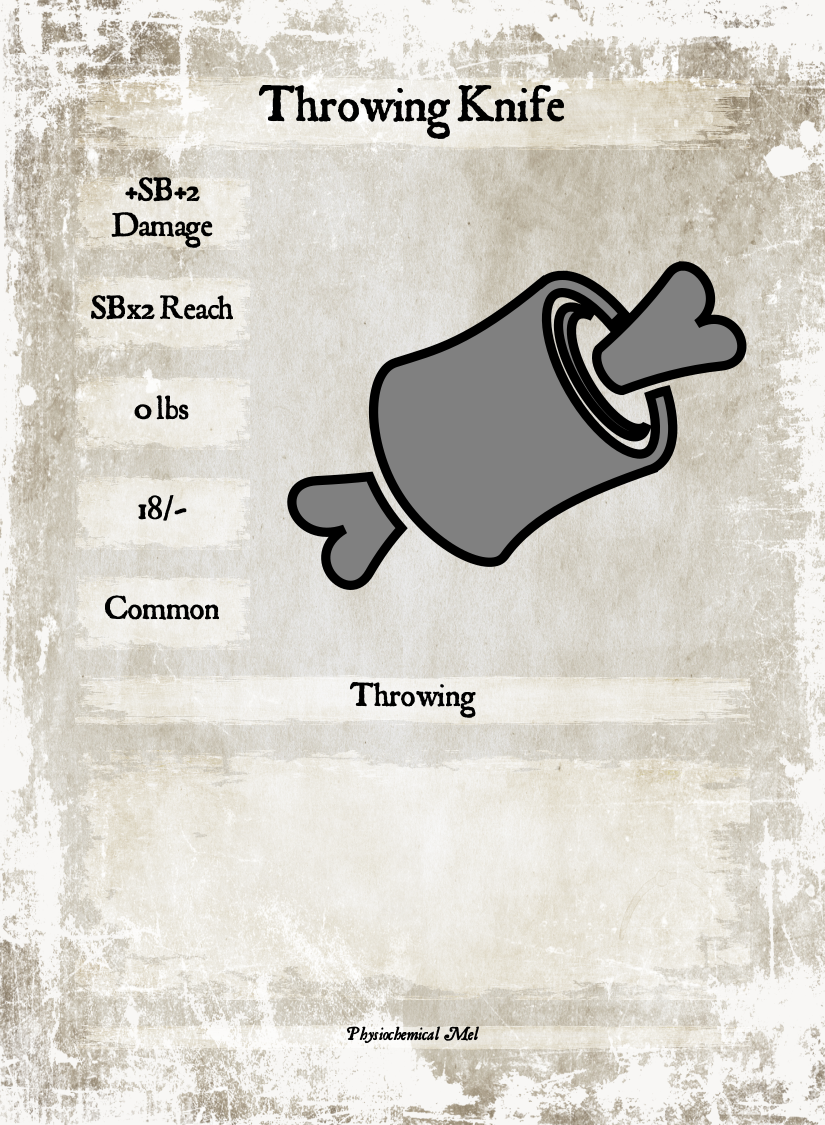 Throwing Knife
+SB+2
Damage
SBx2 Reach
0 lbs
18/-
Common
Throwing
Physiochemical Mel